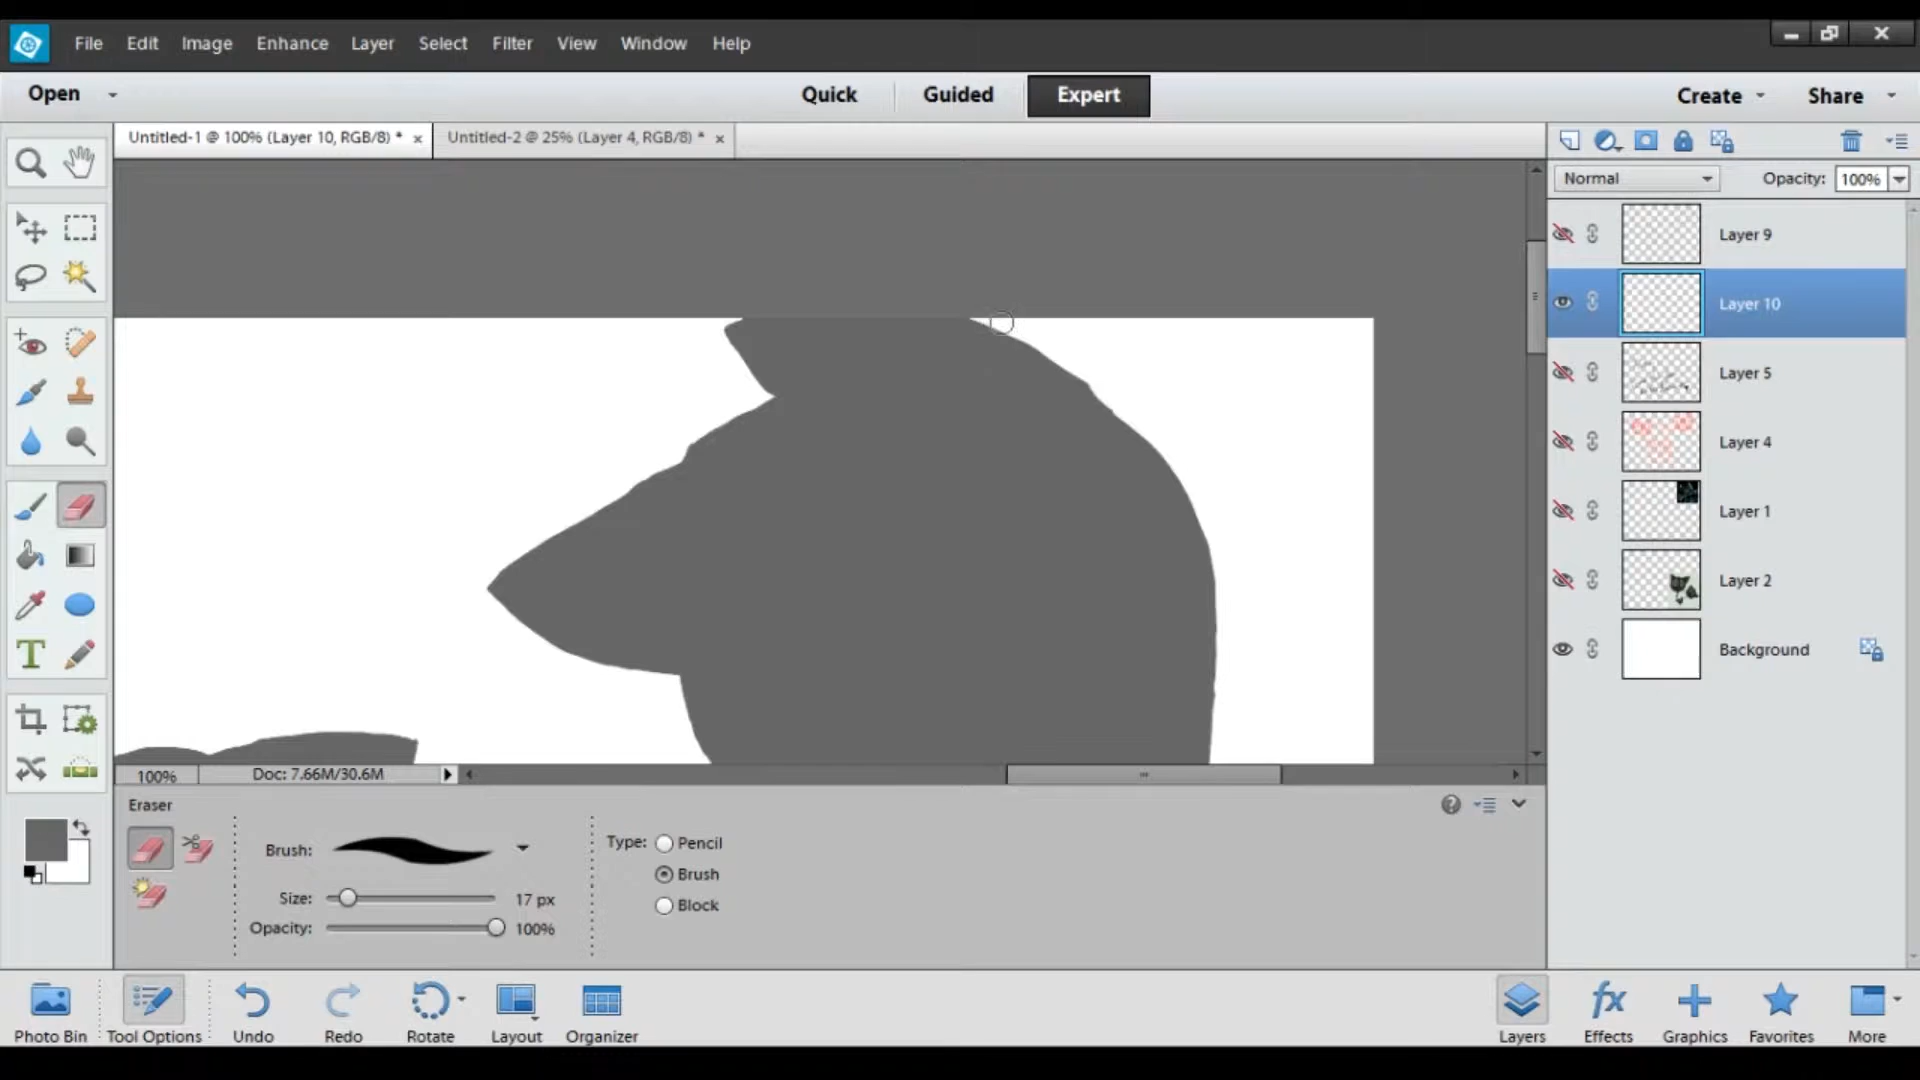 File Edit Image Enhance Layer Select Filter View Window Help
Open Quick Guided Expert Create Share
Untitled-1 @ 100% (Layer 10, RGB/8) * × Untitled-2 @ 25% (Layer 4, RGB/8) * ×
Normal Opacity: 100%
Layer 9
Layer 10
Layer 5
Layer 4
Layer 1
Layer 2
Background
T
100% Doc: 7.66M/30.6M
Eraser
Brush:
Size: 17 px
Opacity: 100%
Type: Pencil
Brush
Block
fx
Photo Bin Tool Options Undo Redo Rotate Layout Organizer Layers Effects Graphics Favorites More